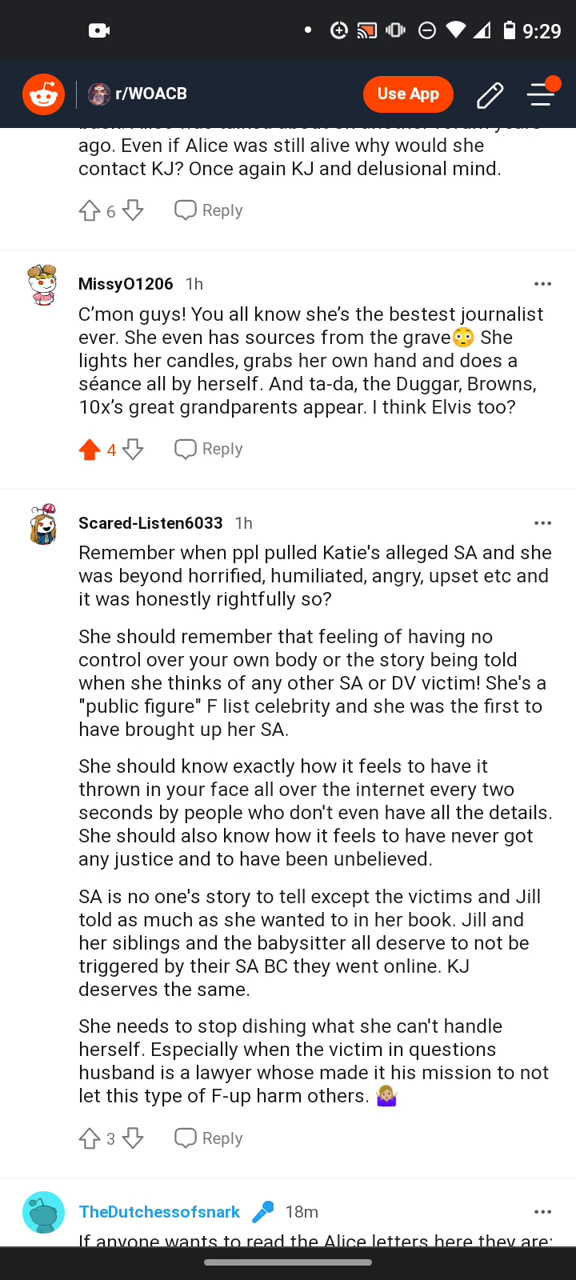 9:29
r/WOACB
Use App
ago. Even if Alice was still alive why would she
contact KJ? Once again KJ and delusional mind.
6
Reply
MissyO1206 1h
C’mon guys! You all know she’s the bestest journalist
ever. She even has sources from the grave😳 She
lights her candles, grabs her own hand and does a
séance all by herself. And ta-da, the Duggar, Browns,
10x’s great grandparents appear. I think Elvis too?
4
Reply
Scared-Listen6033 1h
Remember when ppl pulled Katie's alleged SA and she
was beyond horrified, humiliated, angry, upset etc and
it was honestly rightfully so?
She should remember that feeling of having no
control over your own body or the story being told
when she thinks of any other SA or DV victim! She's a
"public figure" F list celebrity and she was the first to
have brought up her SA.
She should know exactly how it feels to have it
thrown in your face all over the internet every two
seconds by people who don't even have all the details.
She should also know how it feels to have never got
any justice and to have been unbelieved.
SA is no one's story to tell except the victims and Jill
told as much as she wanted to in her book. Jill and
her siblings and the babysitter all deserve to not be
triggered by their SA BC they went online. KJ
deserves the same.
She needs to stop dishing what she can't handle
herself. Especially when the victim in questions
husband is a lawyer whose made it his mission to not
let this type of F-up harm others. 🤷🏼‍♀️
3
Reply
TheDutchessofsnark 18m
If anyone wants to read the Alice letters here they are: